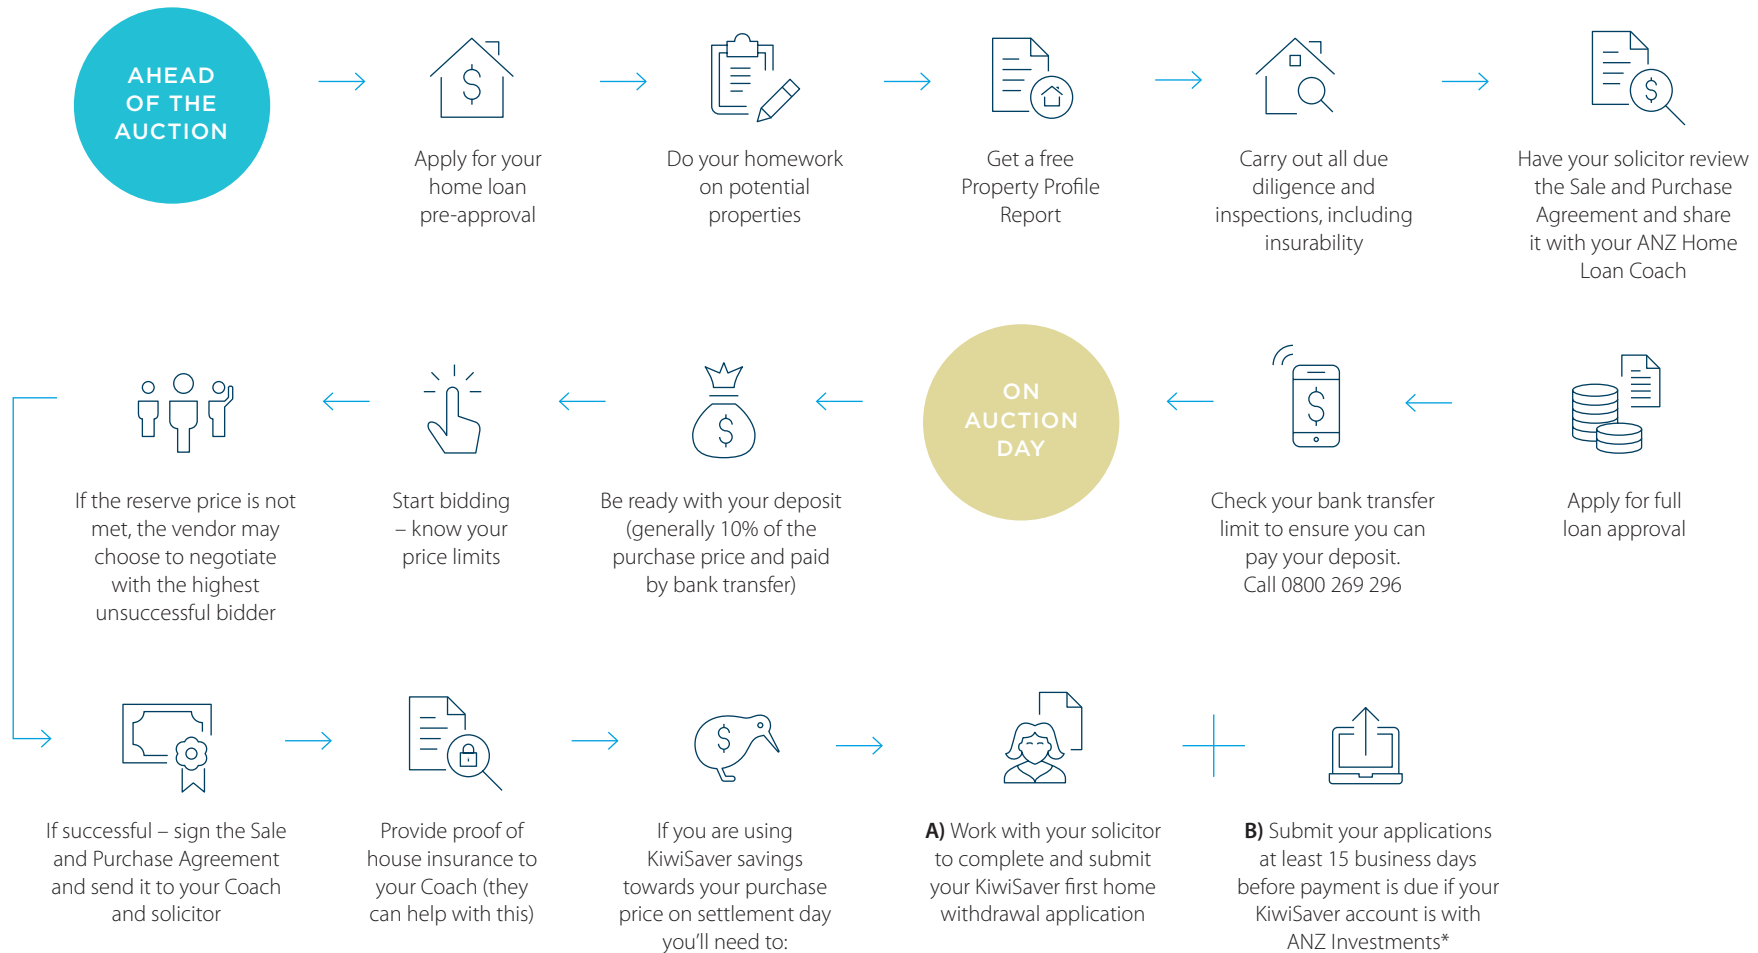 AHEAD
OF THE
AUCTION
Apply for your
home loan
pre-approval
Do your homework
on potential
properties
Get a free
Property Profile
Report
Carry out all due
diligence and
inspections, including
insurability
Have your solicitor review
the Sale and Purchase
Agreement and share
it with your ANZ Home
Loan Coach
Apply for full
loan approval
Check your bank transfer
limit to ensure you can
pay your deposit.
Call 0800 269 296
ON
AUCTION
DAY
Be ready with your deposit
(generally 10% of the
purchase price and paid
by bank transfer)
Start bidding
– know your
price limits
If the reserve price is not
met, the vendor may
choose to negotiate
with the highest
unsuccessful bidder
If successful – sign the Sale
and Purchase Agreement
and send it to your Coach
and solicitor
Provide proof of
house insurance to
your Coach (they
can help with this)
If you are using
KiwiSaver savings
towards your purchase
price on settlement day
you’ll need to:
A) Work with your solicitor
to complete and submit
your KiwiSaver first home
withdrawal application
B) Submit your applications
at least 15 business days
before payment is due if your
KiwiSaver account is with
ANZ Investments*